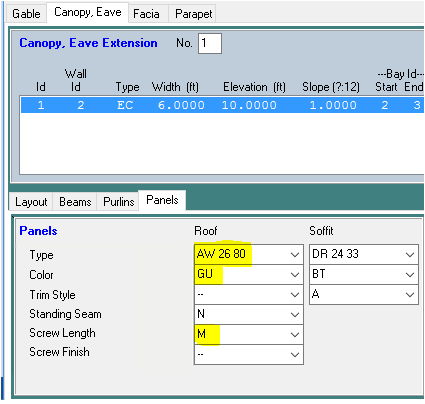 Gable Canopy, Eave Facia Parapet
Canopy, Eave Extension No. 1
Wall ---Bay Id---
Id Id Type Width (ft) Elevation (ft) Slope (?:12) Start End
1 2 EC 6.0000 10.0000 1.0000 2 3
Layout Beams Purlins Panels
Panels Roof Soffit
Type AW 26 80 DR 24 33
Color GU BT
Trim Style -- A
Standing Seam N
Screw Length M
Screw Finish --